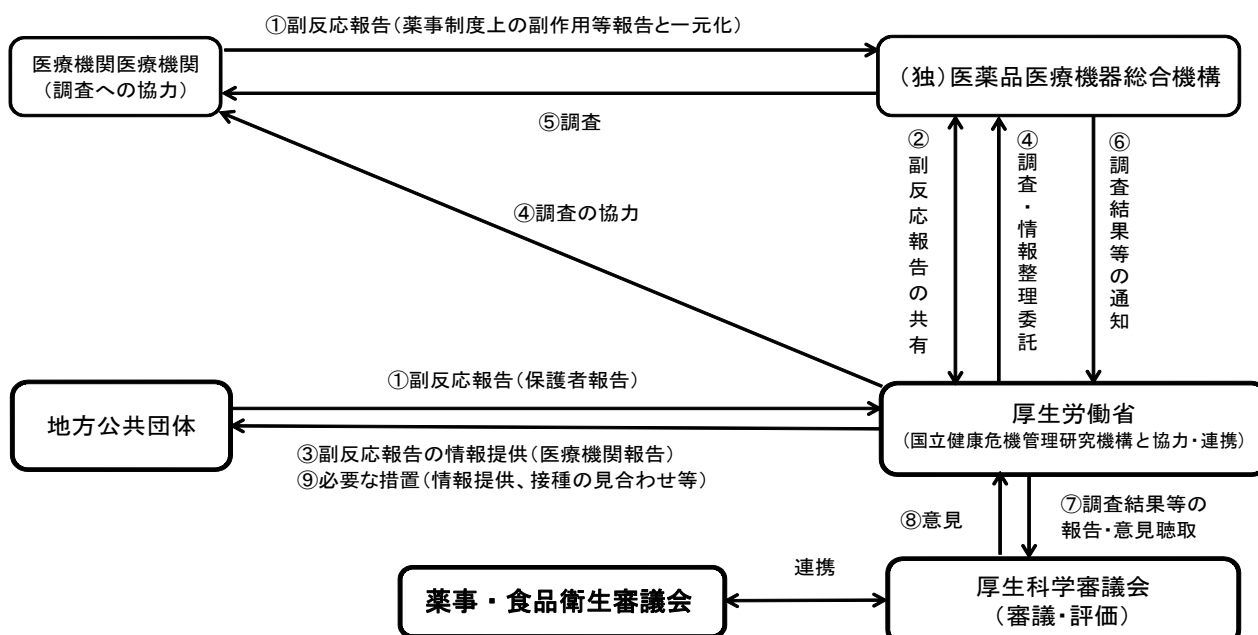 ①副反応報告(薬事制度上の副作用等報告と一元化)
医療機関医療機関
(調査への協力)
(独)医薬品医療機器総合機構
⑤調査
②副反応報告の共有
④調査・情報整理委託
⑥調査結果等の通知
④調査の協力
①副反応報告(保護者報告)
地方公共団体
厚生労働省
(国立健康危機管理研究機構と協力・連携)
③副反応報告の情報提供(医療機関報告)
⑨必要な措置(情報提供、接種の見合わせ等)
⑧意見
⑦調査結果等の
報告・意見聴取
連携
薬事・食品衛生審議会
厚生科学審議会
(審議・評価)